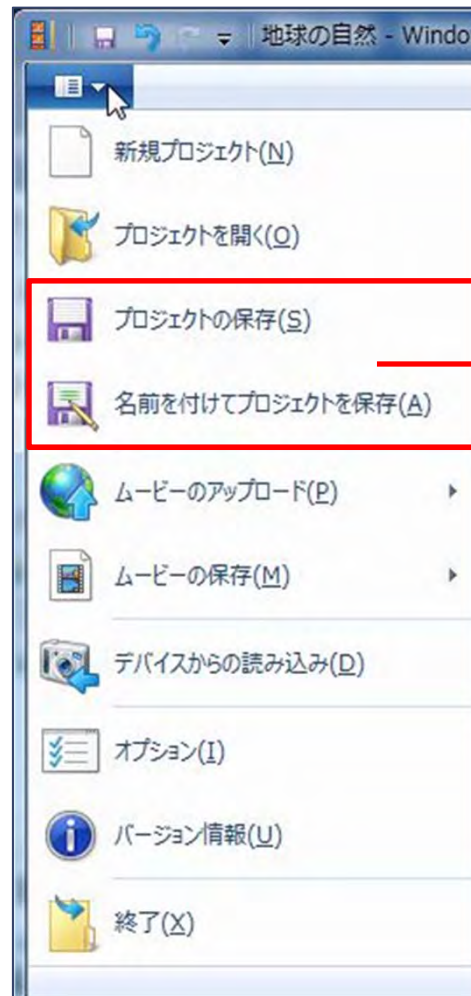 地球の自然 - Windo
新規プロジェクト(N)
プロジェクトを開く(O)
プロジェクトの保存(S)
名前を付けてプロジェクトを保存(A)
ムービーのアップロード(P)
ムービーの保存(M)
デバイスからの読み込み(D)
オプション(I)
バージョン情報(U)
終了(X)